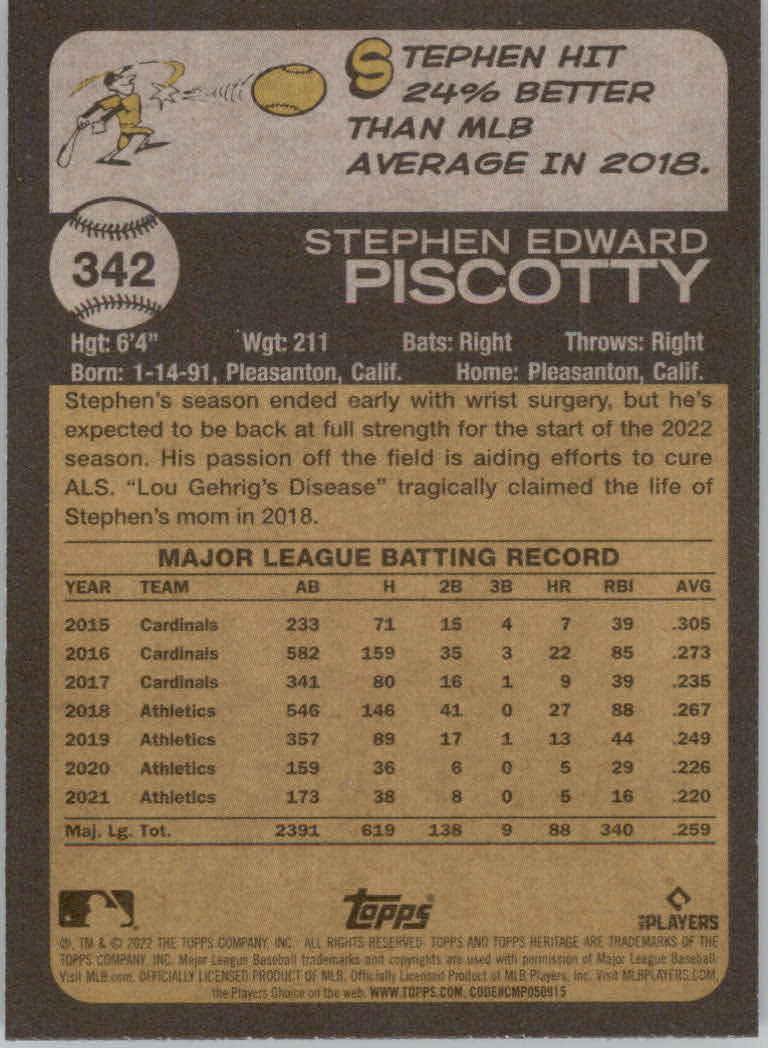 STEPHEN HIT
24% BETTER
THAN MLB
AVERAGE IN 2018.
342
STEPHEN EDWARD
PISCOTTY
Hgt: 6'4" Wgt: 211 Bats: Right Throws: Right
Born: 1-14-91, Pleasanton, Calif. Home: Pleasanton, Calif.
Stephen's season ended early with wrist surgery, but he's
expected to be back at full strength for the start of the 2022
season. His passion off the field is aiding efforts to cure
ALS. "Lou Gehrig's Disease" tragically claimed the life of
Stephen's mom in 2018.
MAJOR LEAGUE BATTING RECORD
YEAR TEAM AB H 2B 3B HR RBI AVG
2015 Cardinals 233 71 15 4 7 39 .305
2016 Cardinals 582 159 35 3 22 85 .273
2017 Cardinals 341 80 16 1 9 39 .235
2018 Athletics 546 146 41 0 27 88 .267
2019 Athletics 357 89 17 1 13 44 .249
2020 Athletics 159 36 6 0 5 29 .226
2021 Athletics 173 38 8 0 5 16 .220
Maj. Lg. Tot. 2391 619 138 9 88 340 .259
Topps
PLAYERS
®, TM & © 2022 THE TOPPS COMPANY, INC. ALL RIGHTS RESERVED. TOPPS AND TOPPS HERITAGE ARE TRADEMARKS OF THE
TOPPS COMPANY, INC. Major League Baseball trademarks and copyrights are used with permission of Major League Baseball.
Visit MLB.com. OFFICIALLY LICENSED PRODUCT OF MLB. Officially Licensed Product of MLB Players, Inc. Visit MLBPLAYERS.COM,
the Players Choice on the web. WWW.TOPPS.COM. CODE#CMP050915